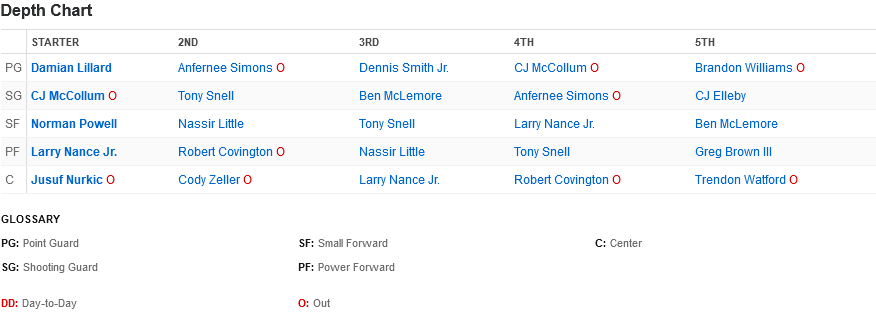 Depth Chart
STARTER 2ND 3RD 4TH 5TH
PG Damian Lillard Anfernee Simons O Dennis Smith Jr. CJ McCollum O Brandon Williams O
SG CJ McCollum O Tony Snell Ben McLemore Anfernee Simons O CJ Elleby
SF Norman Powell Nassir Little Tony Snell Larry Nance Jr. Ben McLemore
PF Larry Nance Jr. Robert Covington O Nassir Little Tony Snell Greg Brown III
C Jusuf Nurkic O Cody Zeller O Larry Nance Jr. Robert Covington O Trendon Watford O
GLOSSARY
PG: Point Guard SF: Small Forward C: Center
SG: Shooting Guard PF: Power Forward
DD: Day-to-Day O: Out